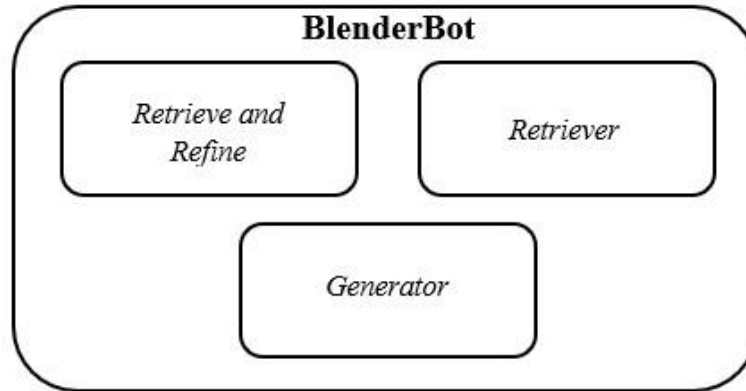 BlenderBot
Retrieve and
Refine
Retriever
Generator